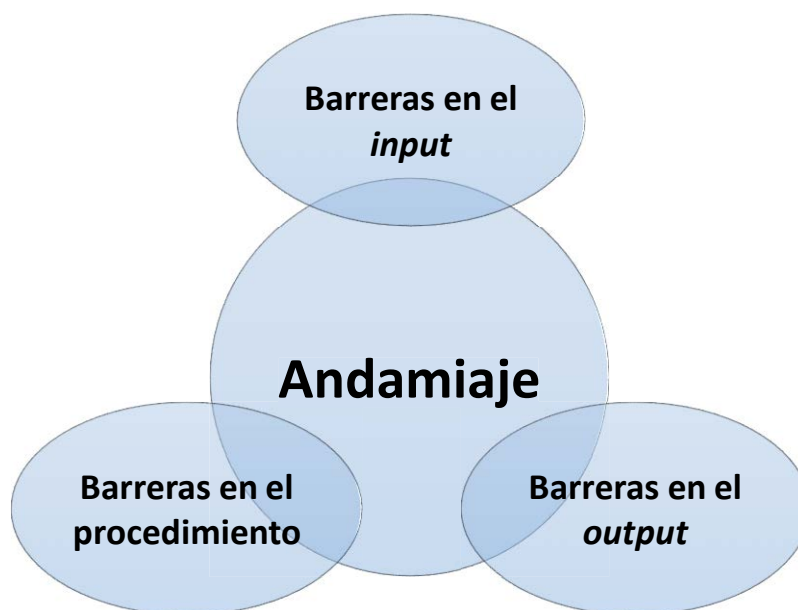 Barreras en el
input
Andamiaje
Barreras en el
procedimiento
Barreras en el
output